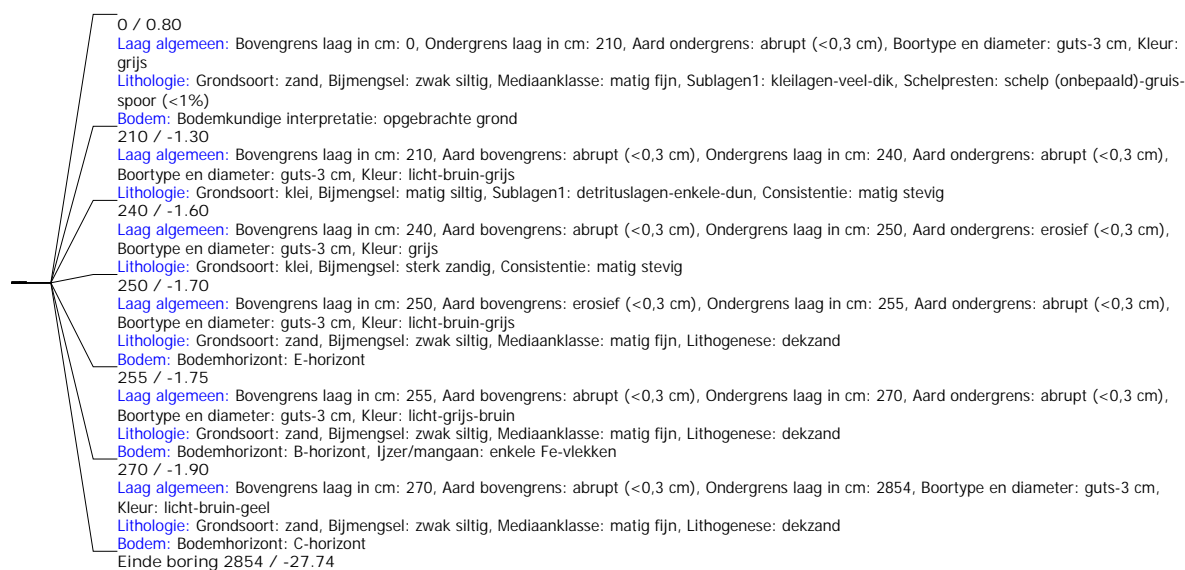 0 / 0.80
Laag algemeen: Bovengrens laag in cm: 0, Ondergrens laag in cm: 210, Aard ondergrens: abrupt (<0,3 cm), Boortype en diameter: guts-3 cm, Kleur:
grijs
Lithologie: Grondsoort: zand, Bijmengsel: zwak siltig, Mediaanklasse: matig fijn, Sublagen1: kleilagen-veel-dik, Schelpresten: schelp (onbepaald)-gruis-
spoor (<1%)
Bodem: Bodemkundige interpretatie: opgebrachte grond
210 / -1.30
Laag algemeen: Bovengrens laag in cm: 210, Aard bovengrens: abrupt (<0,3 cm), Ondergrens laag in cm: 240, Aard ondergrens: abrupt (<0,3 cm),
Boortype en diameter: guts-3 cm, Kleur: licht-bruin-grijs
Lithologie: Grondsoort: klei, Bijmengsel: matig siltig, Sublagen1: detrituslagen-enkele-dun, Consistentie: matig stevig
240 / -1.60
Laag algemeen: Bovengrens laag in cm: 240, Aard bovengrens: abrupt (<0,3 cm), Ondergrens laag in cm: 250, Aard ondergrens: erosief (<0,3 cm),
Boortype en diameter: guts-3 cm, Kleur: grijs
Lithologie: Grondsoort: klei, Bijmengsel: sterk zandig, Consistentie: matig stevig
250 / -1.70
Laag algemeen: Bovengrens laag in cm: 250, Aard bovengrens: erosief (<0,3 cm), Ondergrens laag in cm: 255, Aard ondergrens: abrupt (<0,3 cm),
Boortype en diameter: guts-3 cm, Kleur: licht-bruin-grijs
Lithologie: Grondsoort: zand, Bijmengsel: zwak siltig, Mediaanklasse: matig fijn, Lithogenese: dekzand
Bodem: Bodemhorizont: E-horizont
255 / -1.75
Laag algemeen: Bovengrens laag in cm: 255, Aard bovengrens: abrupt (<0,3 cm), Ondergrens laag in cm: 270, Aard ondergrens: abrupt (<0,3 cm),
Boortype en diameter: guts-3 cm, Kleur: licht-grijs-bruin
Lithologie: Grondsoort: zand, Bijmengsel: zwak siltig, Mediaanklasse: matig fijn, Lithogenese: dekzand
Bodem: Bodemhorizont: B-horizont, Ijzer/mangaan: enkele Fe-vlekken
270 / -1.90
Laag algemeen: Bovengrens laag in cm: 270, Aard bovengrens: abrupt (<0,3 cm), Ondergrens laag in cm: 2854, Boortype en diameter: guts-3 cm,
Kleur: licht-bruin-geel
Lithologie: Grondsoort: zand, Bijmengsel: zwak siltig, Mediaanklasse: matig fijn, Lithogenese: dekzand
Bodem: Bodemhorizont: C-horizont
Einde boring 2854 / -27.74